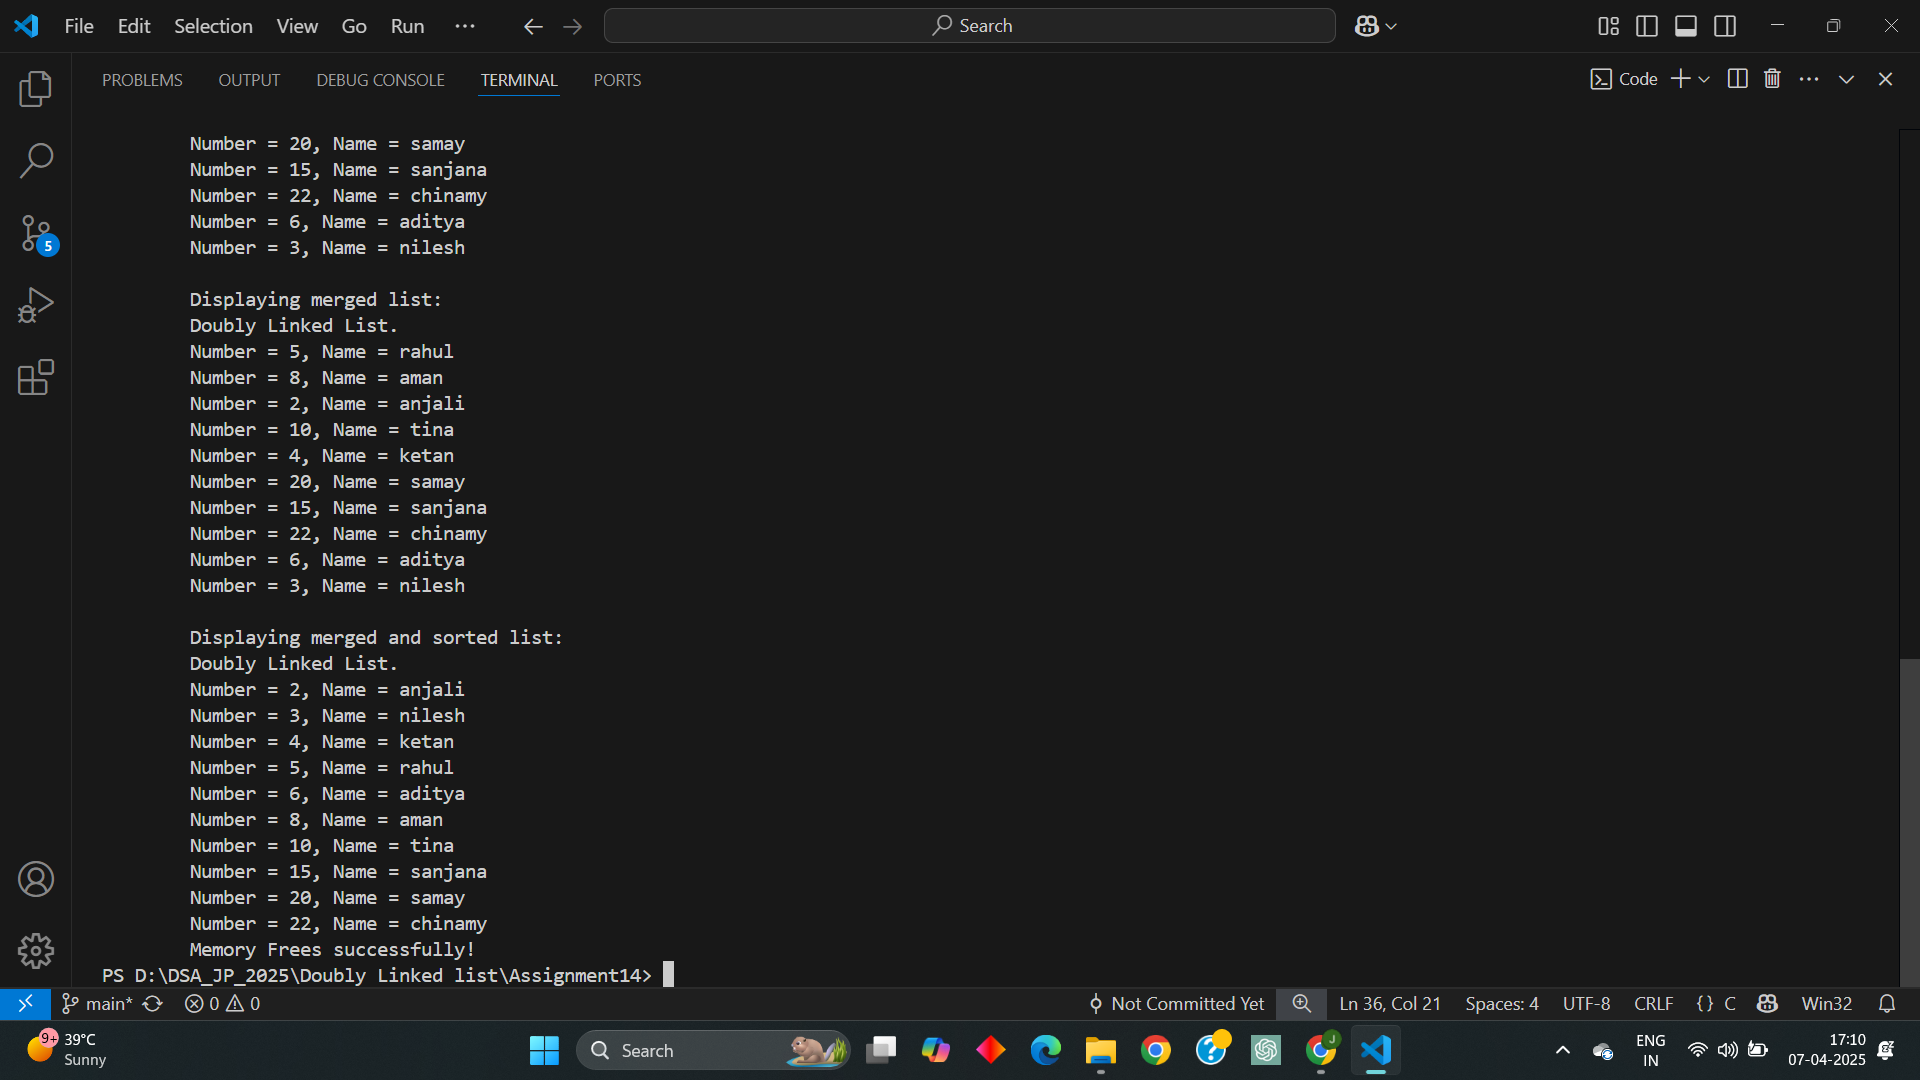 File Edit Selection View Go Run ··· Search
PROBLEMS OUTPUT DEBUG CONSOLE TERMINAL PORTS Code
Number = 20, Name = samay
Number = 15, Name = sanjana
Number = 22, Name = chinamy
Number = 6, Name = aditya
Number = 3, Name = nilesh
Displaying merged list:
Doubly Linked List.
Number = 5, Name = rahul
Number = 8, Name = aman
Number = 2, Name = anjali
Number = 10, Name = tina
Number = 4, Name = ketan
Number = 20, Name = samay
Number = 15, Name = sanjana
Number = 22, Name = chinamy
Number = 6, Name = aditya
Number = 3, Name = nilesh
Displaying merged and sorted list:
Doubly Linked List.
Number = 2, Name = anjali
Number = 3, Name = nilesh
Number = 4, Name = ketan
Number = 5, Name = rahul
Number = 6, Name = aditya
Number = 8, Name = aman
Number = 10, Name = tina
Number = 15, Name = sanjana
Number = 20, Name = samay
Number = 22, Name = chinamy
Memory Frees successfully!
PS D:\DSA_JP_2025\Doubly Linked list\Assignment14>
5
main* 0 0 Not Committed Yet Ln 36, Col 21 Spaces: 4 UTF-8 CRLF {} C Win32
9+ 39°C
Sunny
Search
J
ENG
IN
17:10
07-04-2025